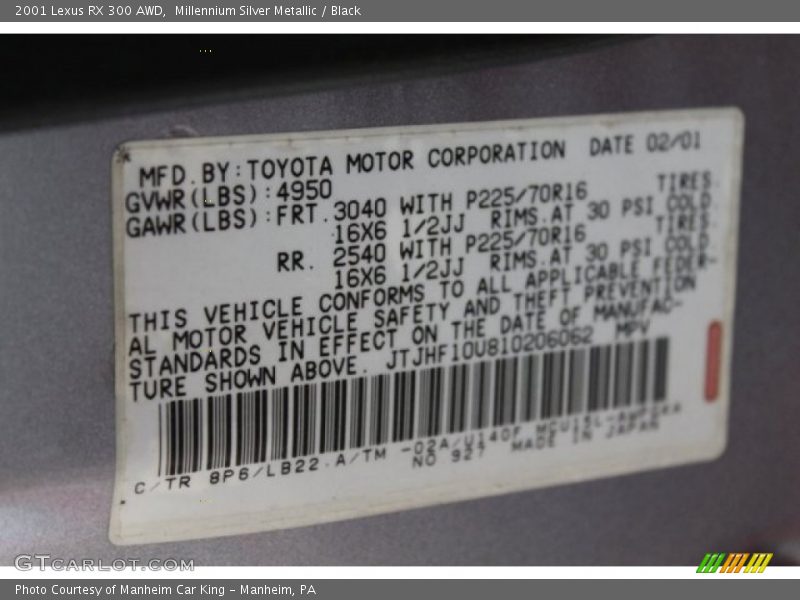 2001 Lexus RX 300 AWD,  Millennium Silver Metallic / Black
MFD.BY:TOYOTA MOTOR CORPORATION DATE 02/01
GVWR(LBS):4950
GAWR(LBS):FRT.3040 WITH P225/70R16 TIRES.
16X6 1/2JJ RIMS.AT 30 PSI COLD.
RR. 2540 WITH P225/70R16 TIRES.
16X6 1/2JJ RIMS.AT 30 PSI COLD.
THIS VEHICLE CONFORMS TO ALL APPLICABLE FEDER-
AL MOTOR VEHICLE SAFETY AND THEFT PREVENTION
STANDARDS IN EFFECT ON THE DATE OF MANUFAC-
TURE SHOWN ABOVE. JTJHF10U810206062 MPV
C/TR 8P6/LB22.A/TM -02A/U140F MCU15L-AWPGKA
NO 927 MADE IN JAPAN
GTCARLOT.COM
Photo Courtesy of Manheim Car King - Manheim, PA